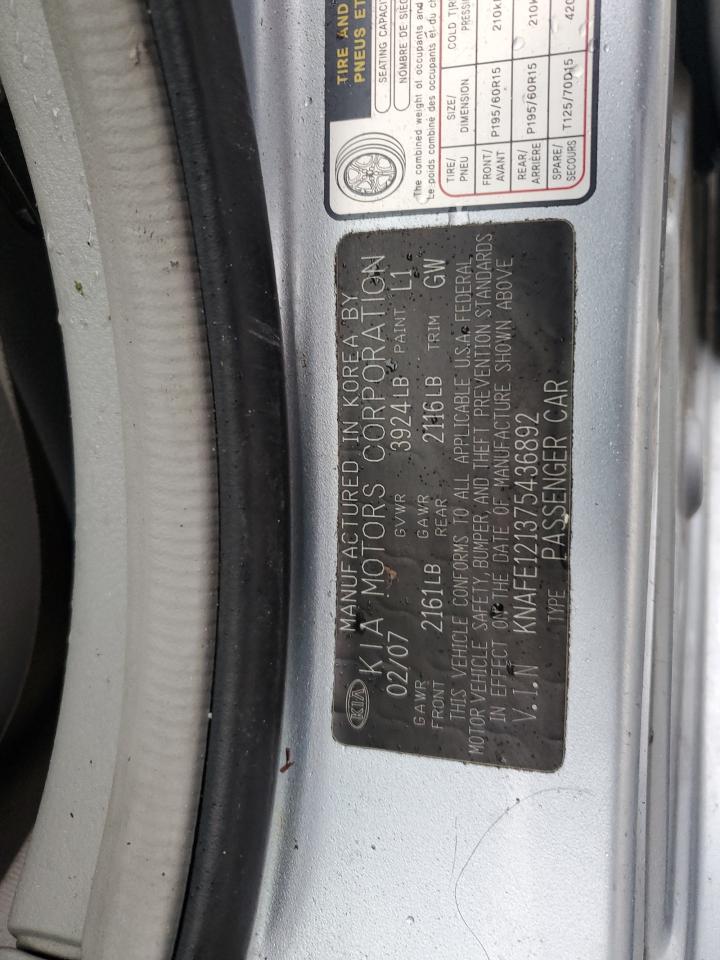 TIRE AND
PNEUS ET
SEATING CAPACI
NOMBRE DE SIÈG
The combined weight of occupants and
Le poids combiné des occupants et du ch
TIRE/ PNEU SIZE/ DIMENSION COLD TIR PRESSI
FRONT/ AVANT P195/60R15 210k
REAR/ ARRIÈRE P195/60R15 210k
SPARE/ SECOURS T125/70D15 420
KIA MANUFACTURED IN KOREA BY
KIA MOTORS CORPORATION
02/07 GVWR 3924LB PAINT L1
GAWR FRONT 2161LB GAWR REAR 2116LB TRIM GW
THIS VEHICLE CONFORMS TO ALL APPLICABLE U.S.A. FEDERAL
MOTOR VEHICLE SAFETY, BUMPER, AND THEFT PREVENTION STANDARDS
IN EFFECT ON THE DATE OF MANUFACTURE SHOWN ABOVE
V.I.N KNAFE121375436892
TYPE PASSENGER CAR